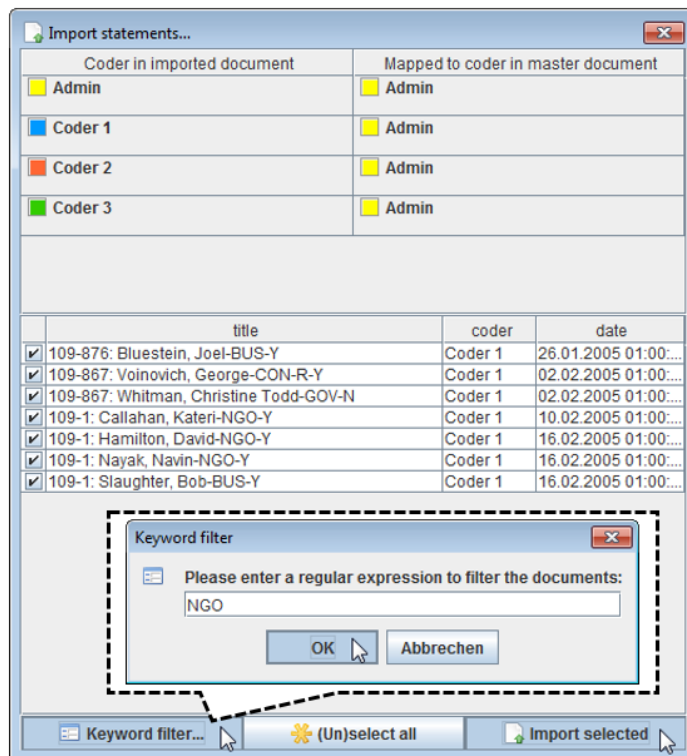 Import statements...
Coder in imported document Mapped to coder in master document
Admin Admin
Coder 1 Admin
Coder 2 Admin
Coder 3 Admin
title coder date
109-876: Bluestein, Joel-BUS-Y Coder 1 26.01.2005 01:00:...
109-867: Voinovich, George-CON-R-Y Coder 1 02.02.2005 01:00:...
109-867: Whitman, Christine Todd-GOV-N Coder 1 02.02.2005 01:00:...
109-1: Callahan, Kateri-NGO-Y Coder 1 10.02.2005 01:00:...
109-1: Hamilton, David-NGO-Y Coder 1 16.02.2005 01:00:...
109-1: Nayak, Navin-NGO-Y Coder 1 16.02.2005 01:00:...
109-1: Slaughter, Bob-BUS-Y Coder 1 16.02.2005 01:00:...
Keyword filter
Please enter a regular expression to filter the documents:
NGO
OK Abbrechen
Keyword filter... (Un)select all Import selected